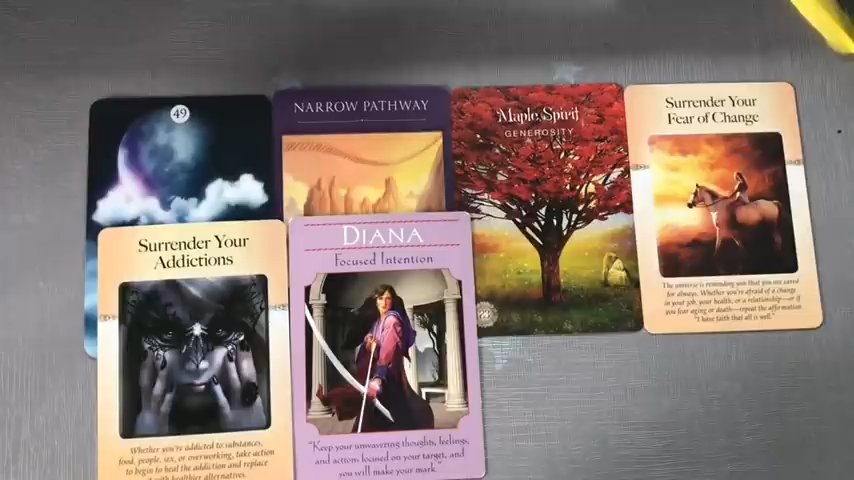 49
NARROW PATHWAY
Maple Spirit
GENEROSITY
29
Surrender Your
Fear of Change
The universe is reminding you that you are cared
for always. Whether you're afraid of a change
in your job, your health, or a relationship—or if
you fear aging or death—repeat the affirmation
"I have faith that all is well."
Surrender Your
Addictions
Whether you're addicted to substances,
food, people, sex, or overworking, take action
to begin to heal the addiction and replace
it with healthier alternatives.
DIANA
Focused Intention
"Keep your unwavering thoughts, feelings,
and actions focused on your target, and
you will make your mark."